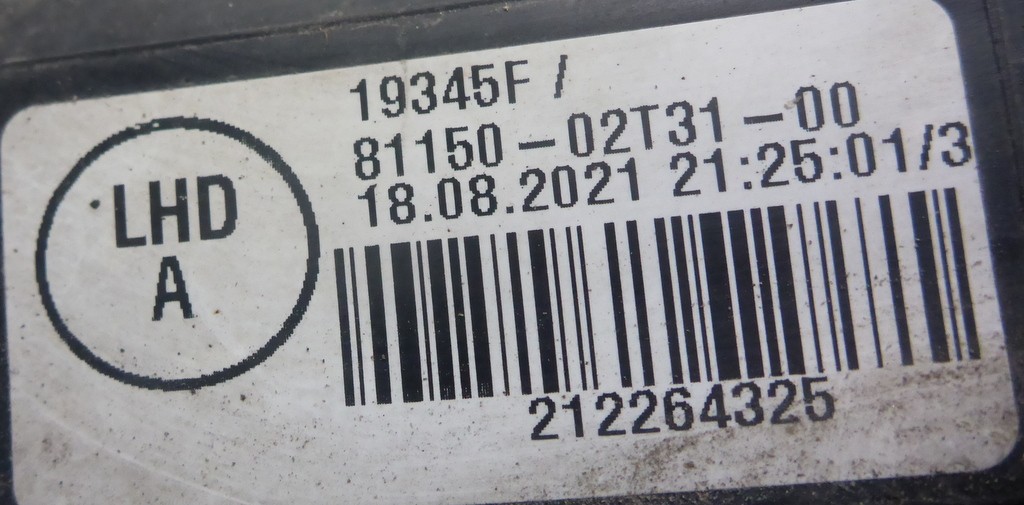 LHD
A
19345F /
81150-02T31-00
18.08.2021 21:25:01/3
212264325